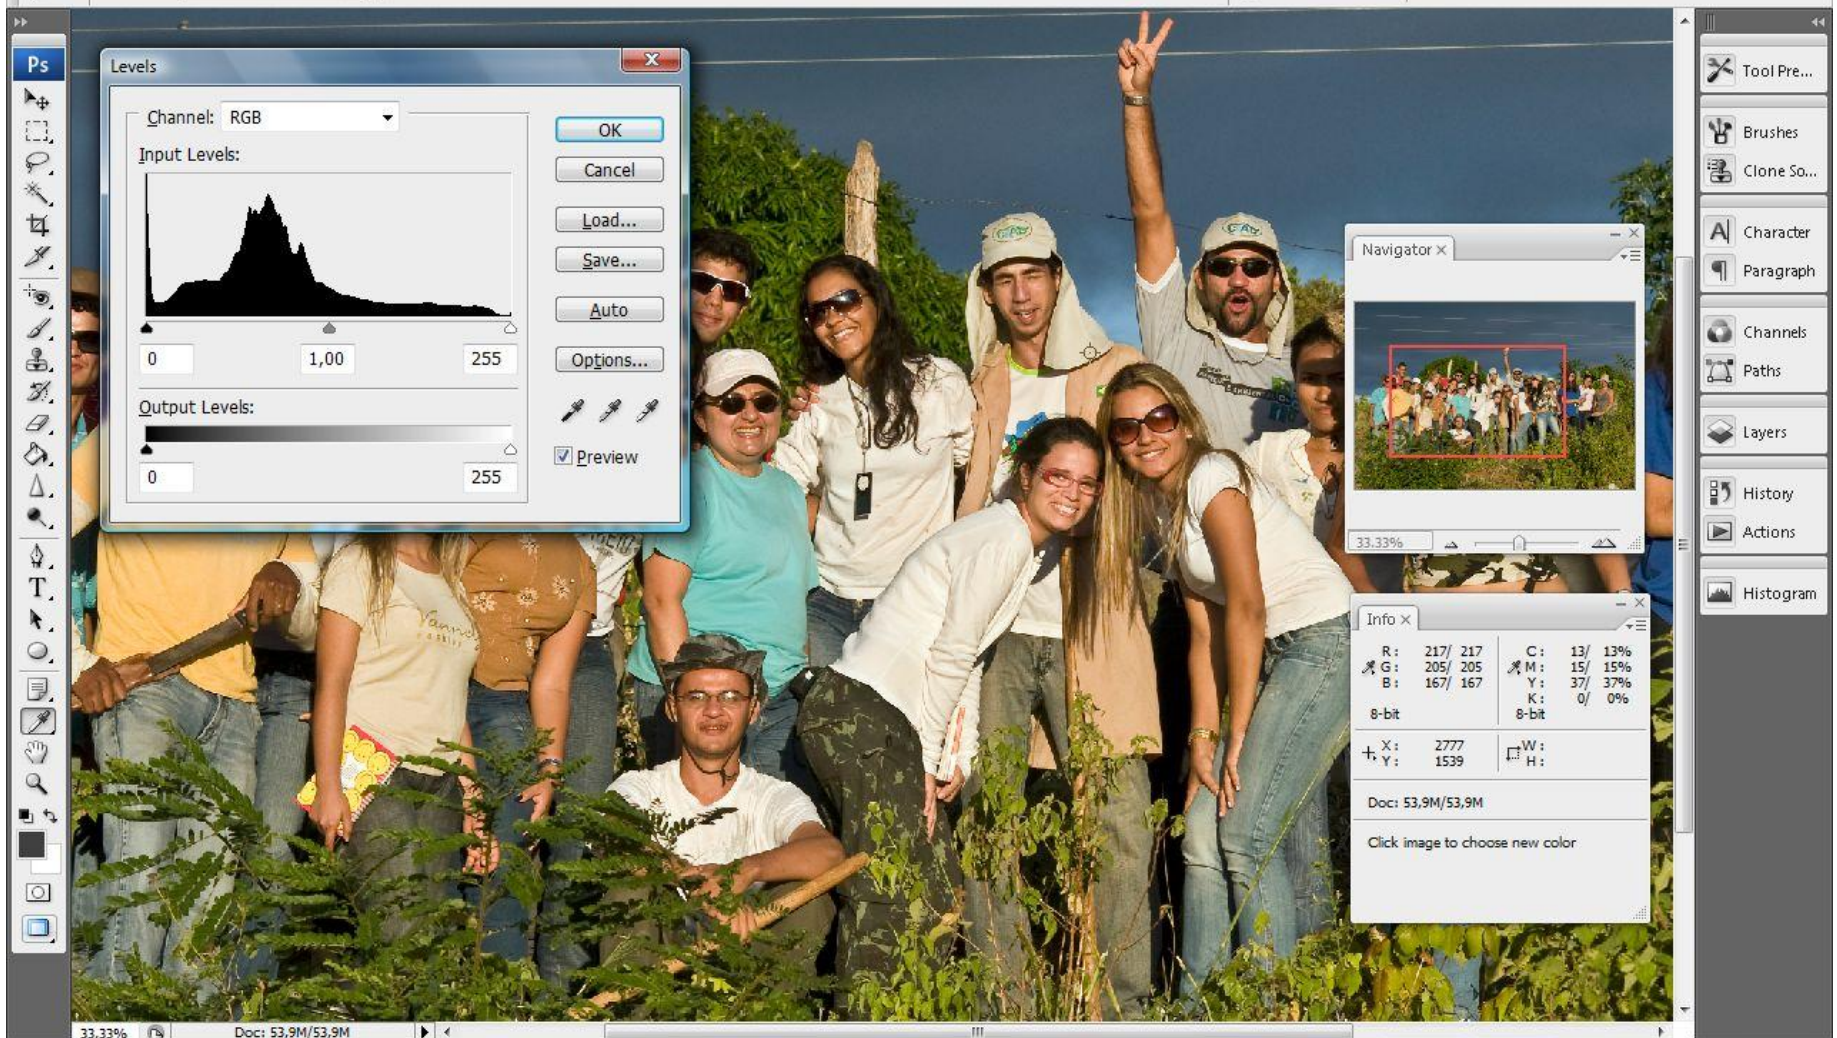 Ps
Levels
Channel: RGB
Input Levels:
0 1,00 255
Output Levels:
0 255
OK
Cancel
Load...
Save...
Auto
Options...
Preview
Navigator
33.33%
Info
R: 217/ 217
G: 205/ 205
B: 167/ 167
8-bit
C: 13/ 13%
M: 15/ 15%
Y: 37/ 37%
K: 0/ 0%
8-bit
X: 2777
Y: 1539
W:
H:
Doc: 53,9M/53,9M
Click image to choose new color
Tool Pre...
Brushes
Clone So...
Character
Paragraph
Channels
Paths
Layers
History
Actions
Histogram
T
33,33% Doc: 53,9M/53,9M